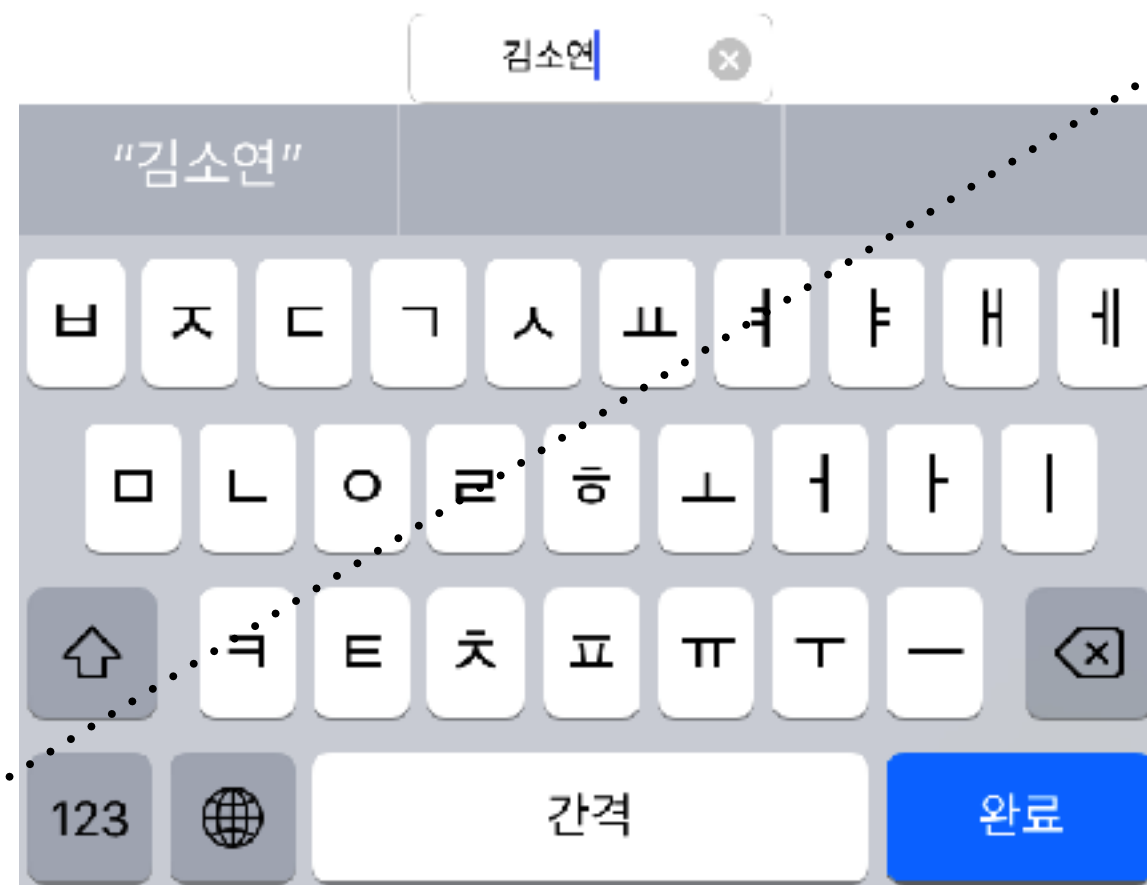 김소연
“김소연”
ㅂ ㅈ ㄷ ㄱ ㅅ ㅛ ㅕ ㅑ ㅐ ㅔ
ㅁ ㄴ ㅇ ㄹ ㅎ ㅗ ㅓ ㅏ ㅣ
ㅋ ㅌ ㅊ ㅍ ㅠ ㅜ ㅡ
123 간격 완료